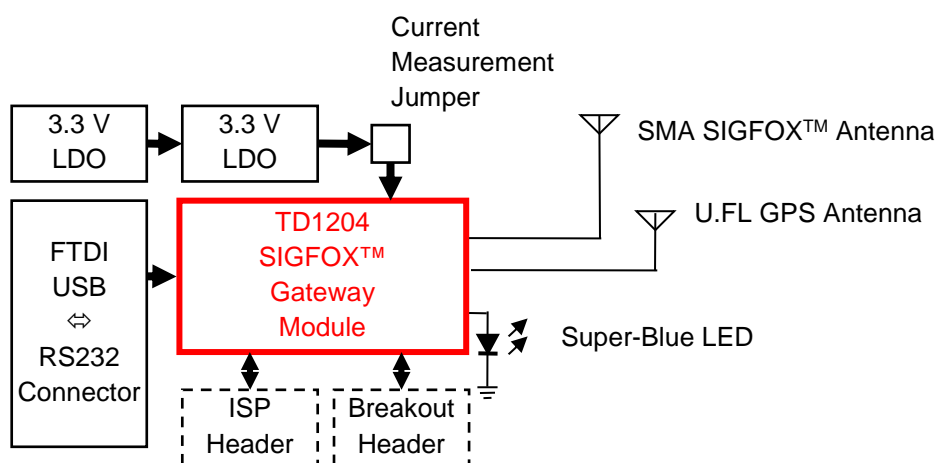 Current
Measurement
Jumper
3.3 V
LDO
3.3 V
LDO
SMA SIGFOX™ Antenna
U.FL GPS Antenna
TD1204
SIGFOX™
Gateway
Module
FTDI
USB
⇔
RS232
Connector
Super-Blue LED
ISP
Header
Breakout
Header